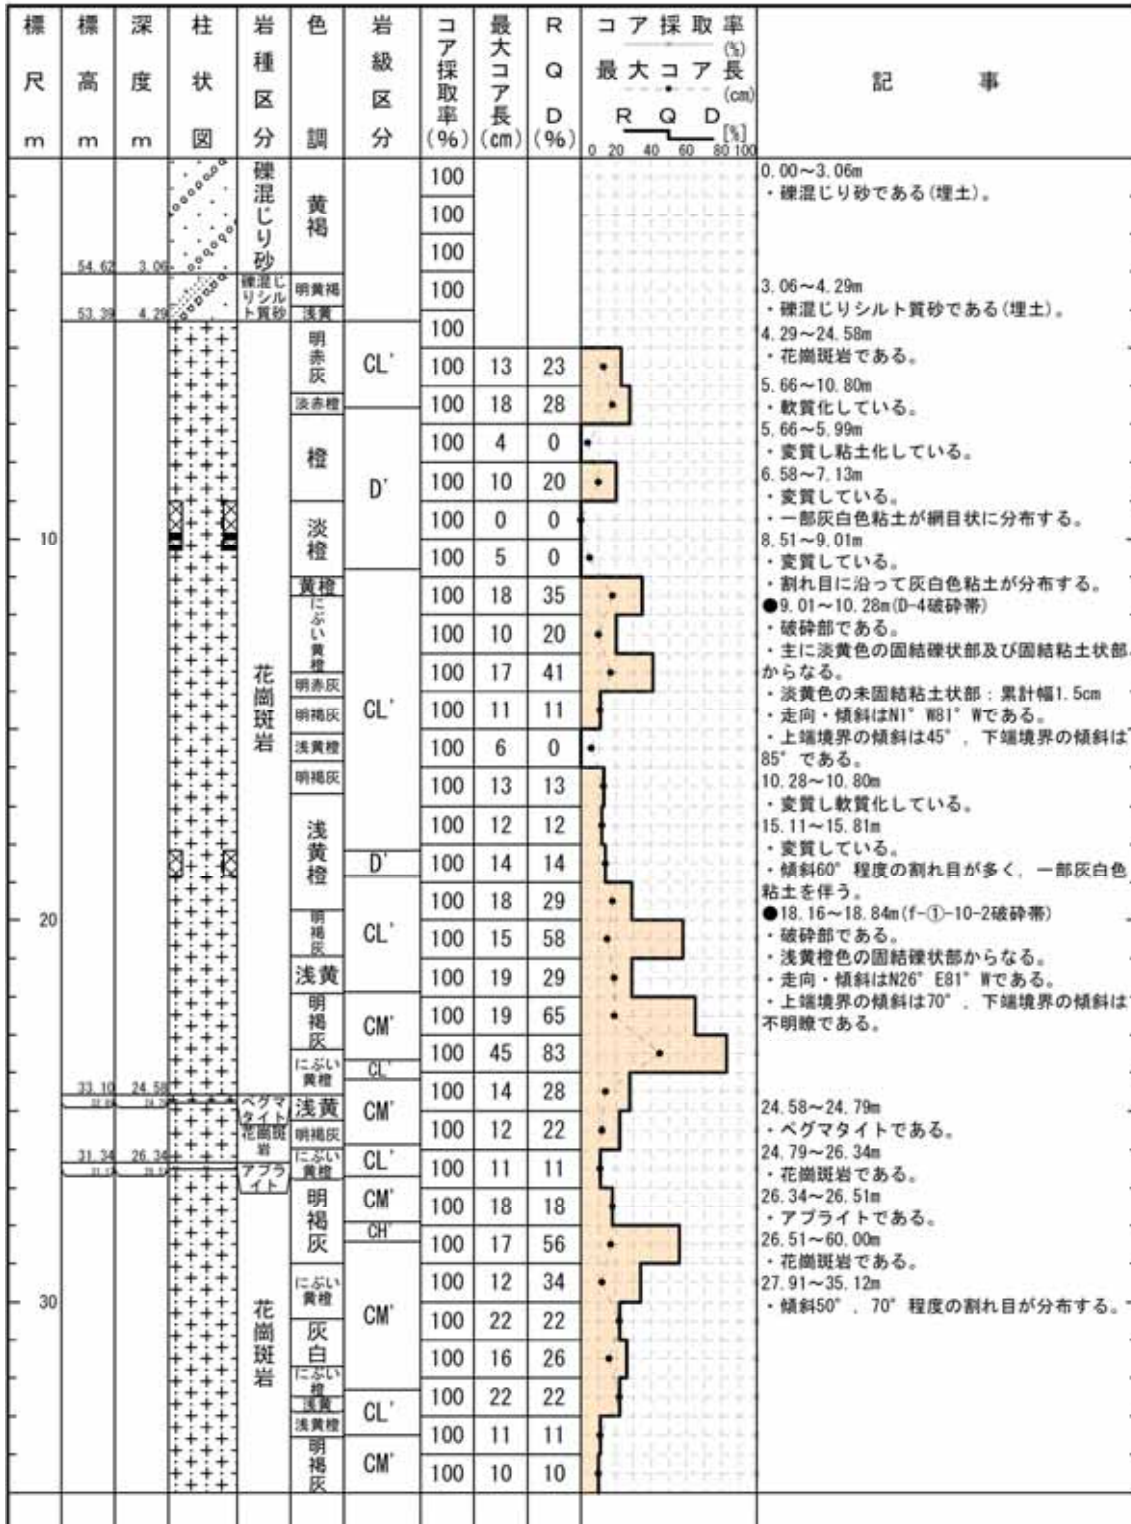 標尺m
標高m
深度m
柱状図
岩種区分
色調
岩級区分
コア採取率(%)
最大コア長(cm)
RQD(%)
コア採取率(%)
最大コア長(cm)
RQD[%]
0 20 40 60 80 100
記事
10
20
30
54.62 3.06
53.39 4.29
33.10 24.58
31.34 26.34
礫混じり砂
礫混じりシルト質砂
花崗斑岩
ペグマタイト
花崗斑岩
アプライト
花崗斑岩
黄褐
明黄褐
浅黄
明赤灰
淡赤橙
橙
淡橙
黄橙
にぶい黄橙
明赤灰
明褐灰
浅黄橙
明褐灰
浅黄橙
明褐灰
浅黄
明褐灰
にぶい黄橙
浅黄
明褐灰
にぶい黄橙
明褐灰
にぶい黄橙
灰白
にぶい橙
浅黄
浅黄橙
明褐灰
CL'
D'
CL'
D'
CL'
CM'
CL'
CM'
CL'
CM'
CH'
CM'
CL'
CM'
100
100
100
100
100
100 13 23
100 18 28
100 4 0
100 10 20
100 0 0
100 5 0
100 18 35
100 10 20
100 17 41
100 11 11
100 6 0
100 13 13
100 12 12
100 14 14
100 18 29
100 15 58
100 19 29
100 19 65
100 45 83
100 14 28
100 12 22
100 11 11
100 18 18
100 17 56
100 12 34
100 22 22
100 16 26
100 22 22
100 11 11
100 10 10
0.00～3.06m
・礫混じり砂である(埋土)。
3.06～4.29m
・礫混じりシルト質砂である(埋土)。
4.29～24.58m
・花崗斑岩である。
5.66～10.80m
・軟質化している。
5.66～5.99m
・変質し粘土化している。
6.58～7.13m
・変質している。
・一部灰白色粘土が網目状に分布する。
8.51～9.01m
・変質している。
・割れ目に沿って灰白色粘土が分布する。
●9.01～10.28m(D-4破砕帯)
・破砕部である。
・主に淡黄色の固結礫状部及び固結粘土状部
からなる。
・淡黄色の未固結粘土状部：累計幅1.5cm
・走向・傾斜はN1°W81°Wである。
・上端境界の傾斜は45°，下端境界の傾斜は
85°である。
10.28～10.80m
・変質し軟質化している。
15.11～15.81m
・変質している。
・傾斜60°程度の割れ目が多く，一部灰白色
粘土を伴う。
●18.16～18.84m(f-①-10-2破砕帯)
・破砕部である。
・浅黄橙色の固結礫状部からなる。
・走向・傾斜はN26°E81°Wである。
・上端境界の傾斜は70°，下端境界の傾斜は
不明瞭である。
24.58～24.79m
・ペグマタイトである。
24.79～26.34m
・花崗斑岩である。
26.34～26.51m
・アプライトである。
26.51～60.00m
・花崗斑岩である。
27.91～35.12m
・傾斜50°，70°程度の割れ目が分布する。